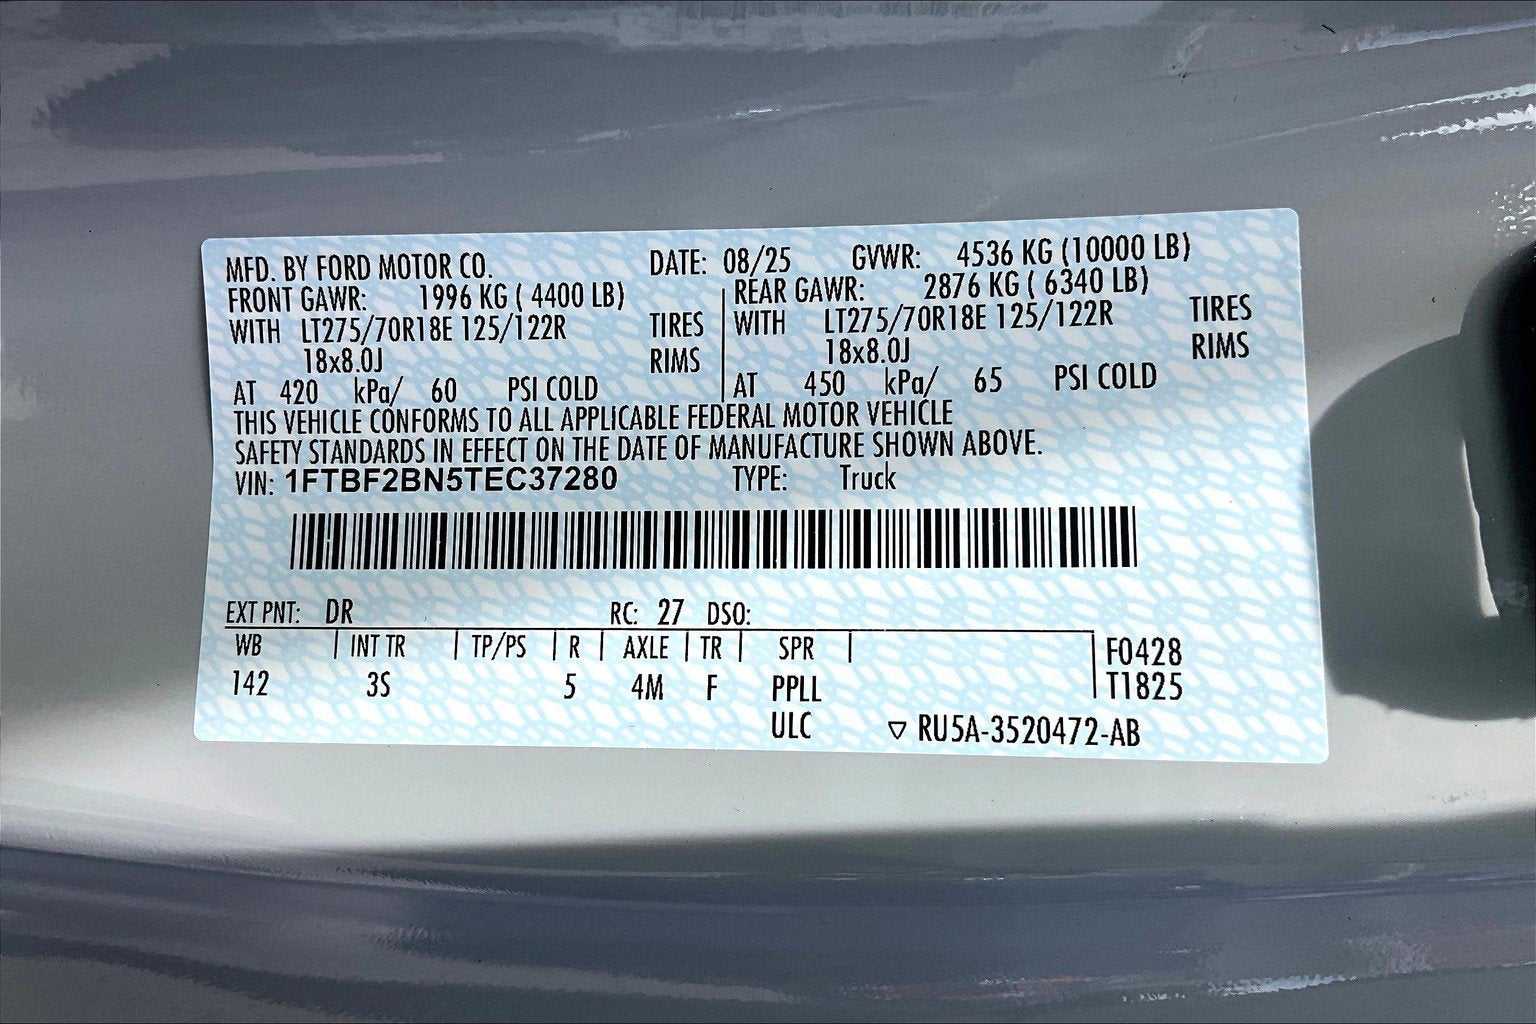 MFD. BY FORD MOTOR CO. DATE: 08/25 GVWR: 4536 KG (10000 LB)
FRONT GAWR: 1996 KG ( 4400 LB) REAR GAWR: 2876 KG ( 6340 LB)
WITH LT275/70R18E 125/122R TIRES WITH LT275/70R18E 125/122R TIRES
18x8.0J RIMS 18x8.0J RIMS
AT 420 kPa/ 60 PSI COLD AT 450 kPa/ 65 PSI COLD
THIS VEHICLE CONFORMS TO ALL APPLICABLE FEDERAL MOTOR VEHICLE
SAFETY STANDARDS IN EFFECT ON THE DATE OF MANUFACTURE SHOWN ABOVE.
VIN: 1FTBF2BN5TEC37280 TYPE: Truck
EXT PNT: DR RC: 27 DSO:
WB INT TR TP/PS R AXLE TR SPR F0428
142 3S 5 4M F PPLL T1825
ULC ▽ RU5A-3520472-AB